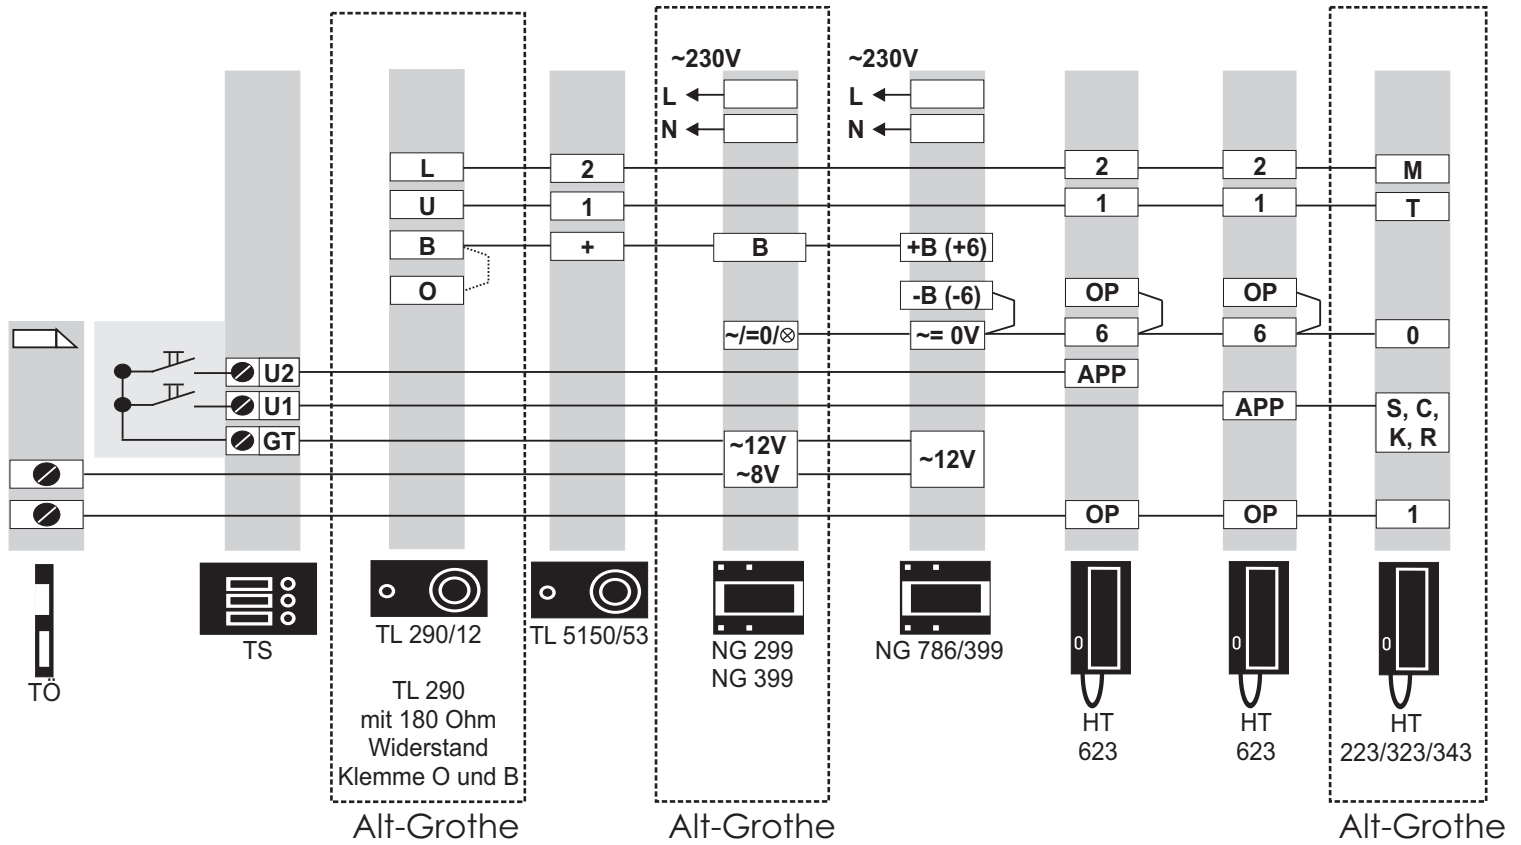 ~230V ~230V
L L
N N
L 2 2 2 M
U 1 1 1 T
B + B +B (+6)
O -B (-6) OP OP
~/=0/⊗ ~= 0V 6 6 0
U2 APP
U1 APP S, C,
K, R
GT ~12V ~12V
~8V
OP OP 1
TÖ
TS
TL 290/12
TL 290
mit 180 Ohm
Widerstand
Klemme O und B
TL 5150/53
NG 299
NG 399
NG 786/399
HT
623
HT
623
HT
223/323/343
Alt-Grothe
Alt-Grothe
Alt-Grothe